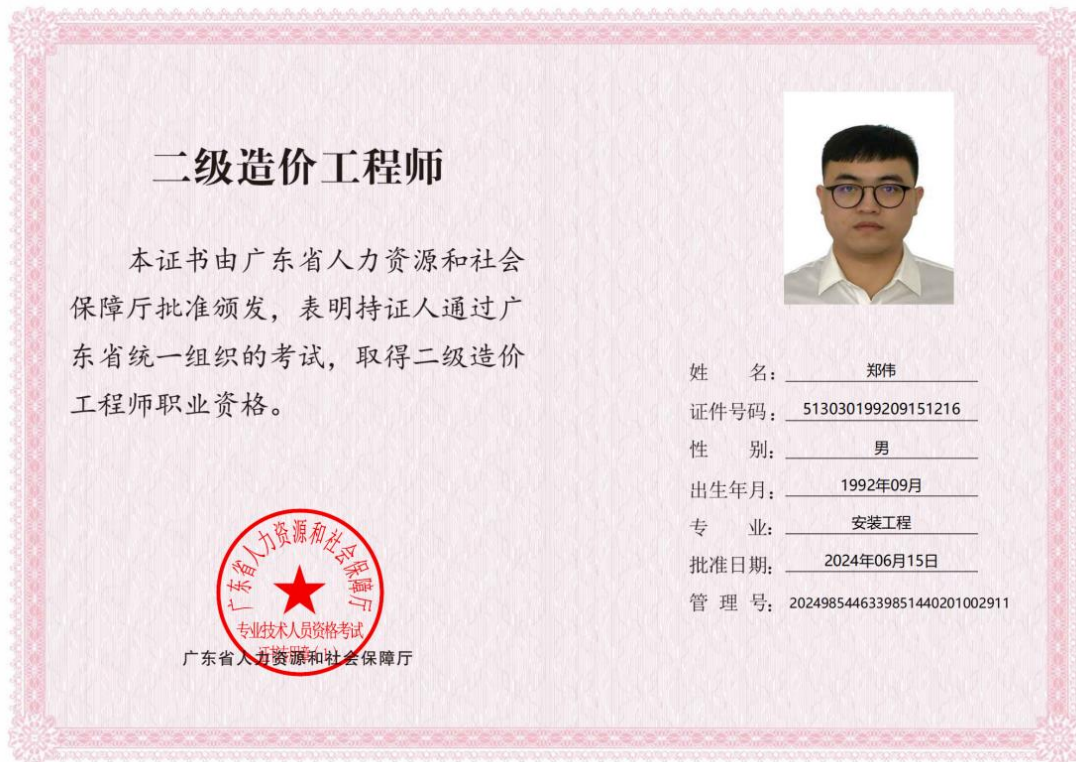 二级造价工程师
本证书由广东省人力资源和社会
保障厅批准颁发，表明持证人通过广
东省统一组织的考试，取得二级造价
工程师职业资格。
广东省人力资源和社会保障厅
专业技术人员资格考试
广东省人力资源和社会保障厅
姓 名：郑伟
证件号码：513030199209151216
性 别：男
出生年月：1992年09月
专 业：安装工程
批准日期：2024年06月15日
管 理 号：20249854463398514402010​02911